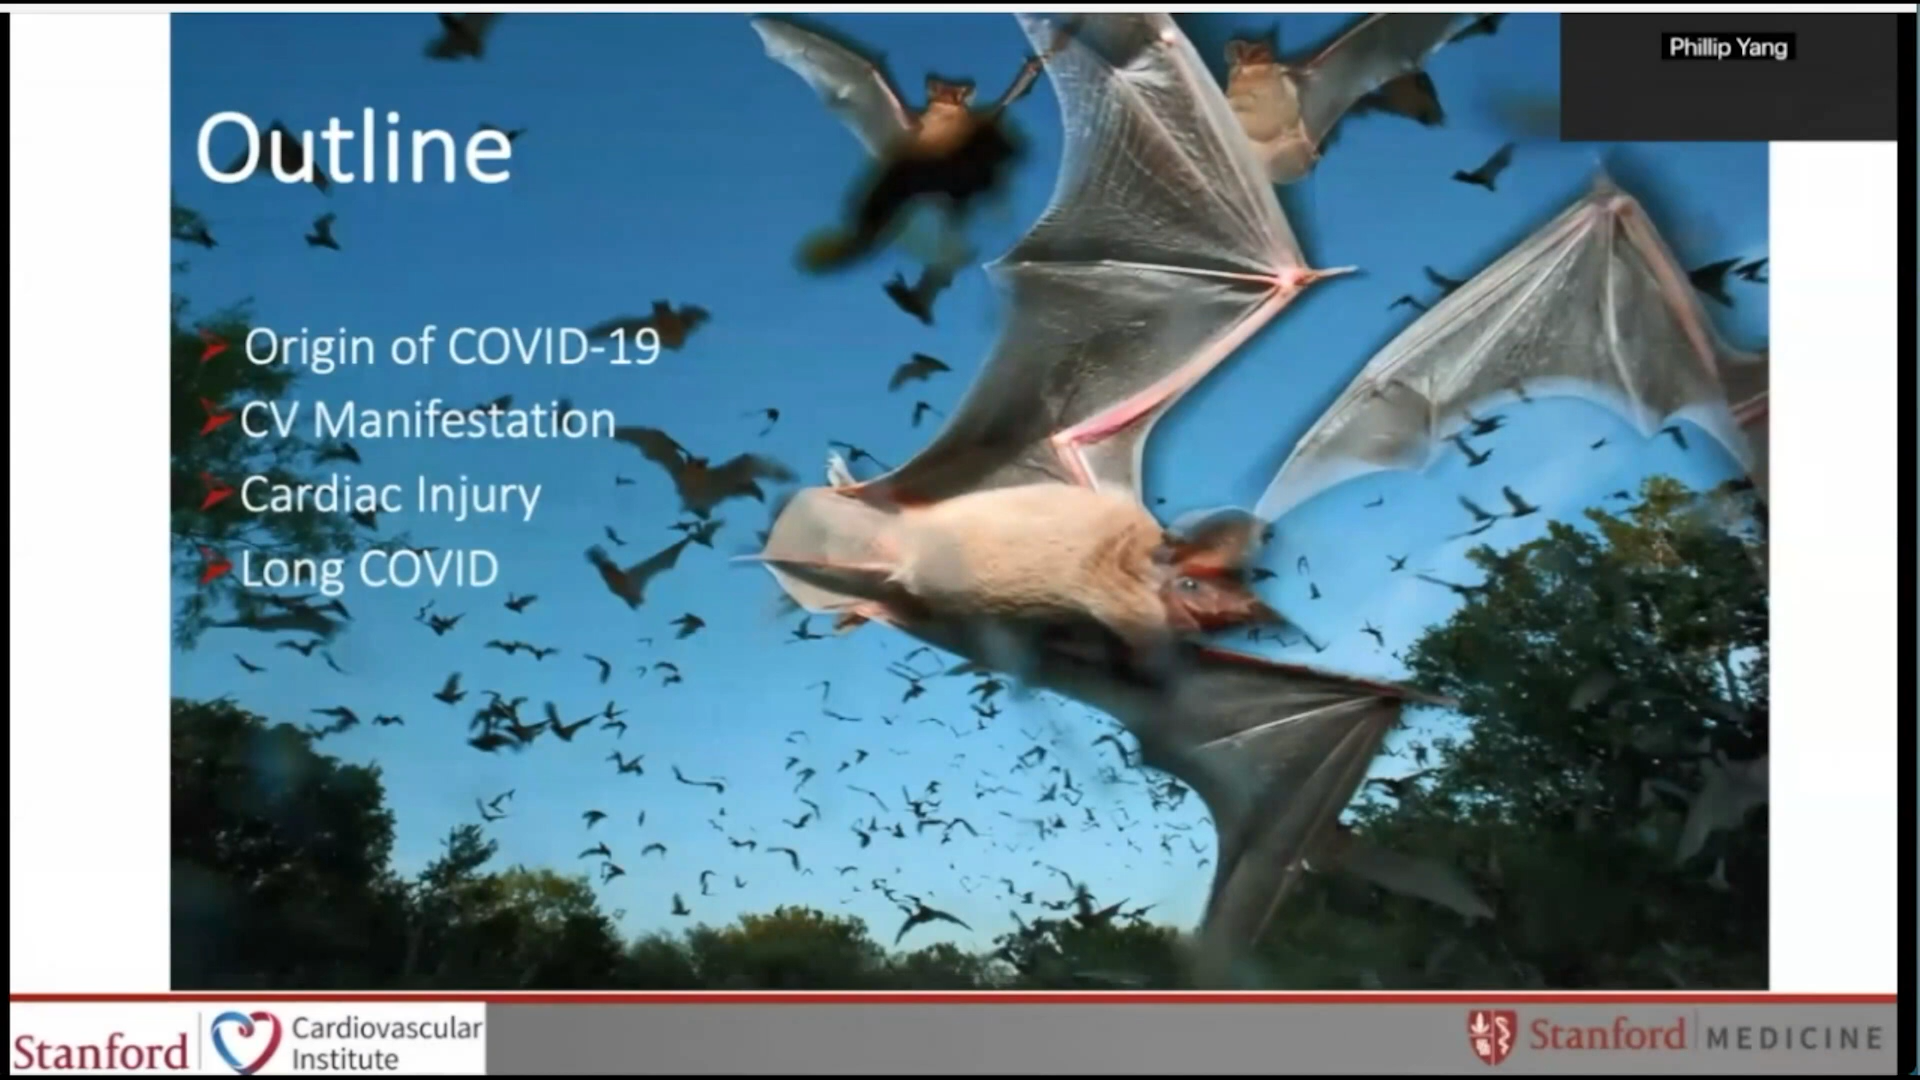 Phillip Yang
Outline
Origin of COVID-19
CV Manifestation
Cardiac Injury
Long COVID
Stanford
Cardiovascular
Institute
Stanford MEDICINE